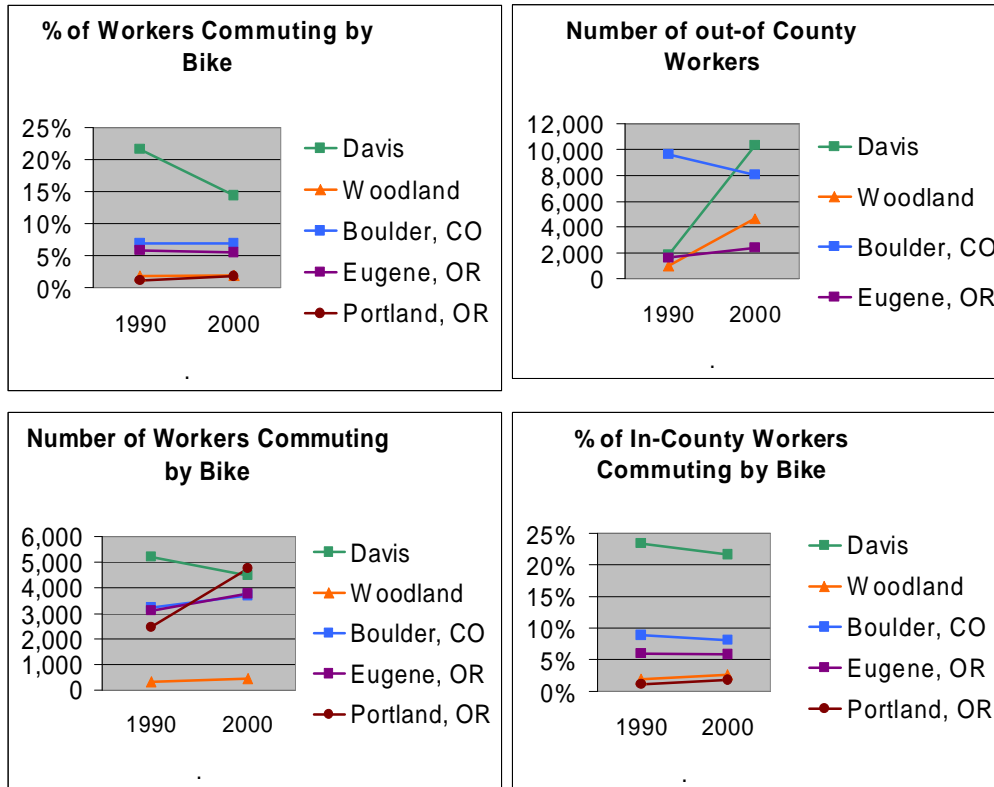 % of Workers Commuting by
Bike
25%
20%
15%
10%
5%
0%
1990 2000
Davis
Woodland
Boulder, CO
Eugene, OR
Portland, OR
.
Number of out-of County
Workers
12,000
10,000
8,000
6,000
4,000
2,000
0
1990 2000
Davis
Woodland
Boulder, CO
Eugene, OR
.
Number of Workers Commuting
by Bike
6,000
5,000
4,000
3,000
2,000
1,000
0
1990 2000
Davis
Woodland
Boulder, CO
Eugene, OR
Portland, OR
.
% of In-County Workers
Commuting by Bike
25%
20%
15%
10%
5%
0%
1990 2000
Davis
Woodland
Boulder, CO
Eugene, OR
Portland, OR
.